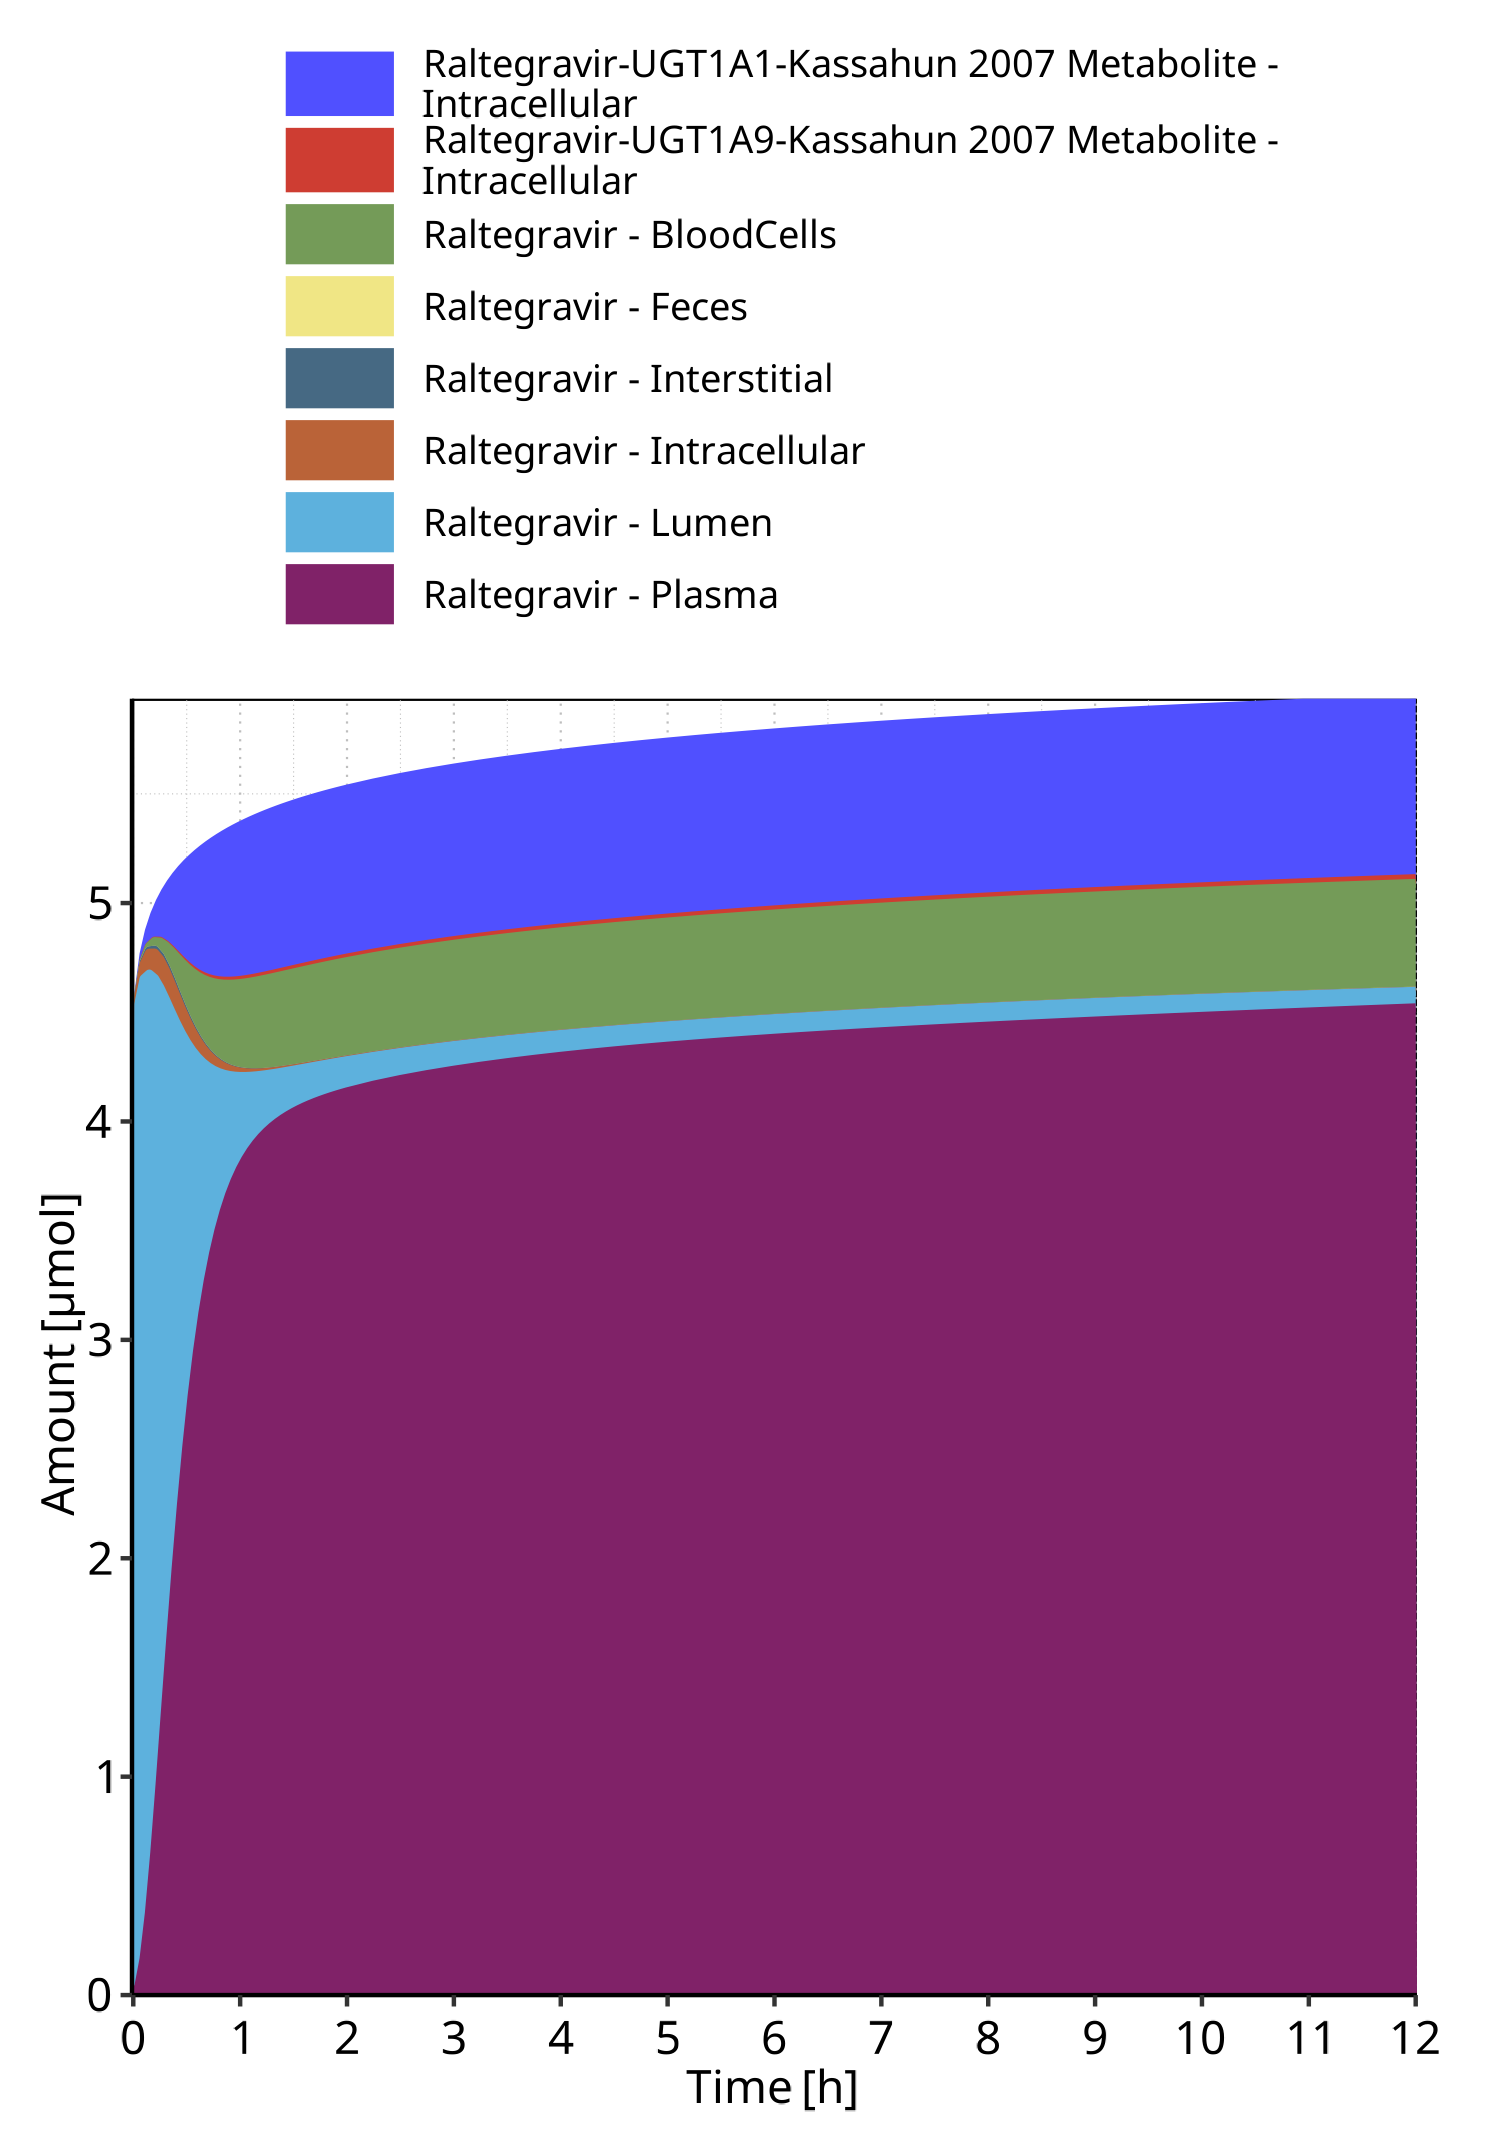 Raltegravir-UGT1A1-Kassahun 2007 Metabolite -
Intracellular
Raltegravir-UGT1A9-Kassahun 2007 Metabolite -
Intracellular
Raltegravir - BloodCells
Raltegravir - Feces
Raltegravir - Interstitial
Raltegravir - Intracellular
Raltegravir - Lumen
Raltegravir - Plasma
Amount [µmol]
5
4
3
2
1
0
0 1 2 3 4 5 6 7 8 9 10 11 12
Time [h]